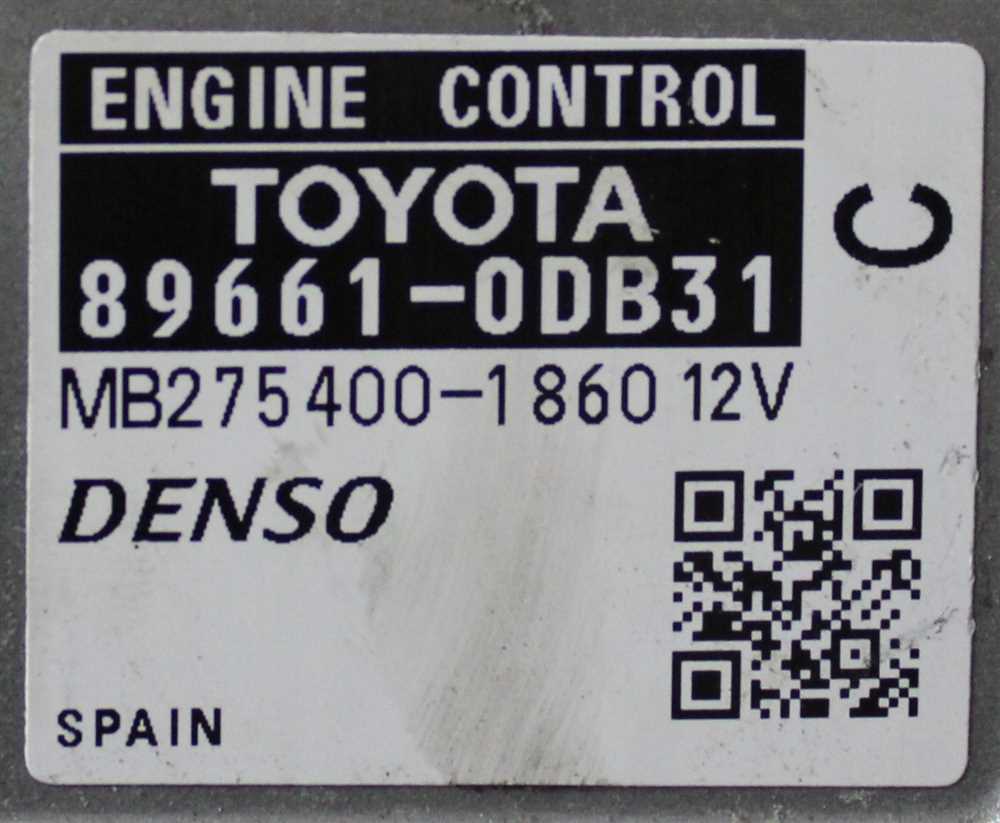 ENGINE CONTROL
TOYOTA
89661-0DB31
C
MB275400-1860 12V
DENSO
SPAIN